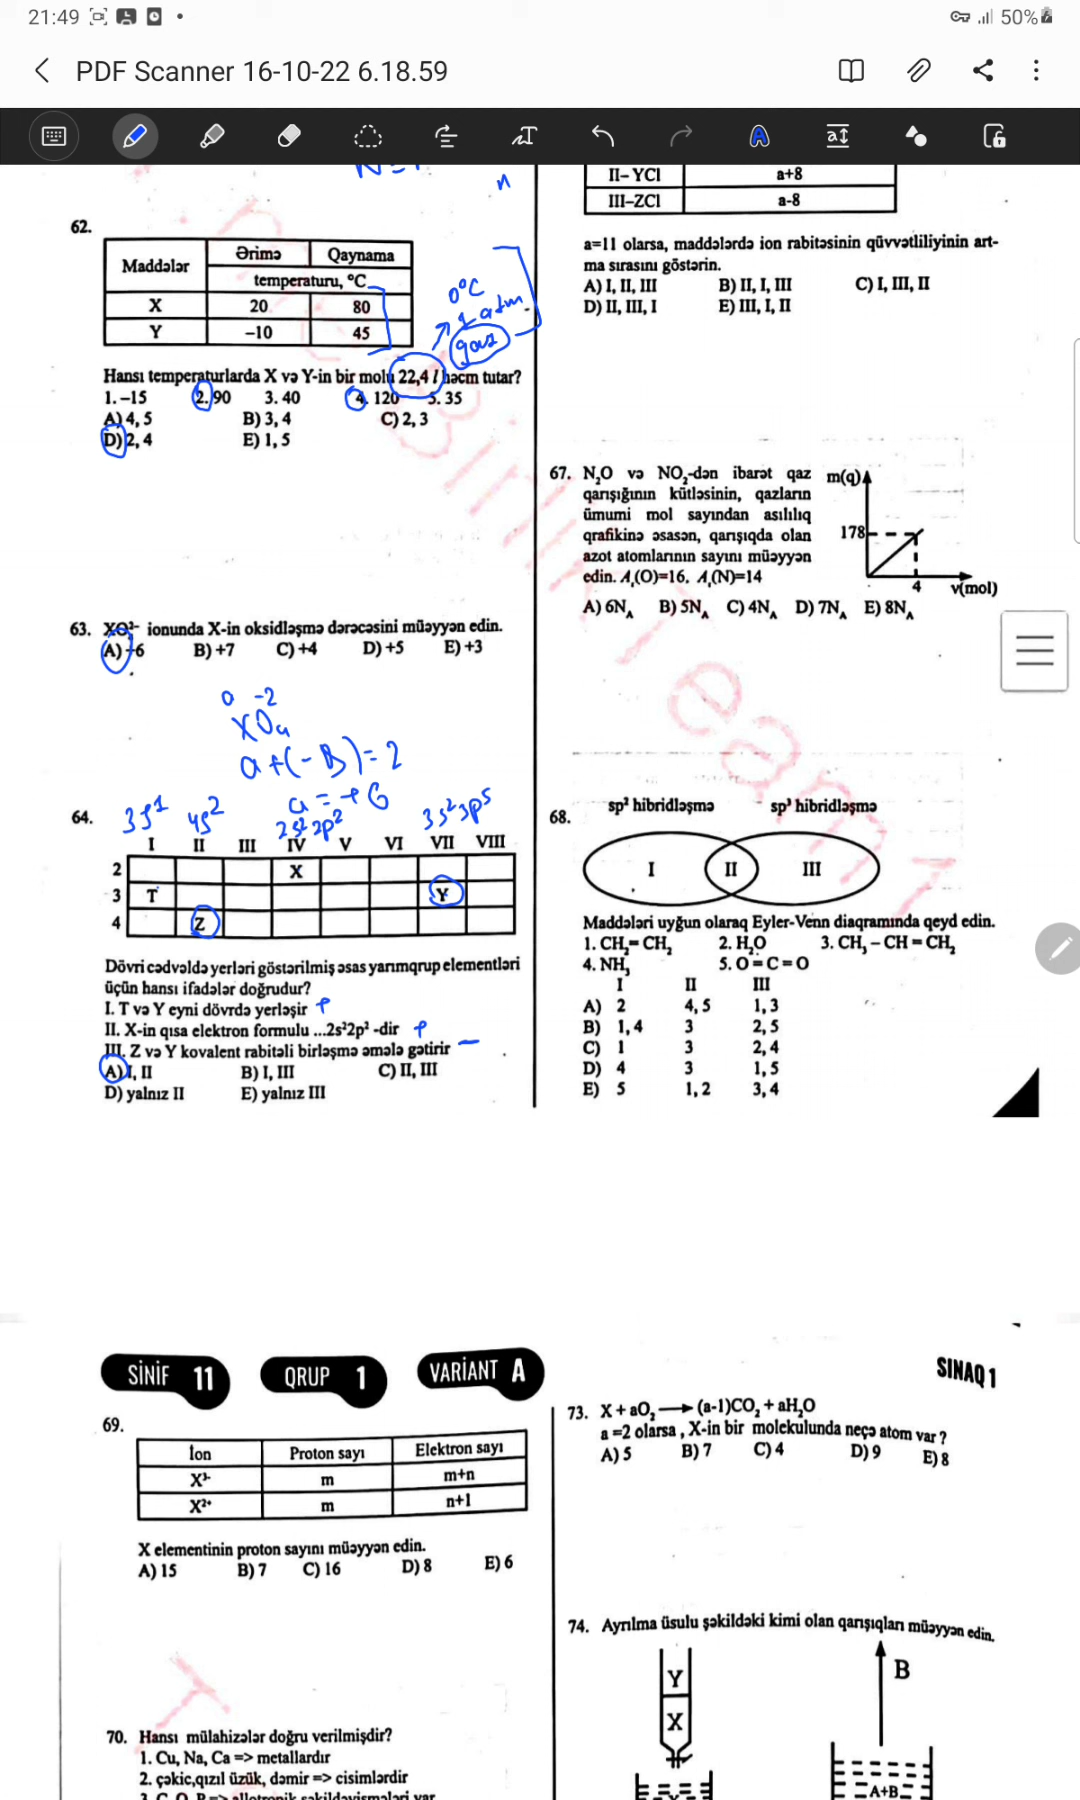 21:49
50%
PDF Scanner 16-10-22 6.18.59
n
62.
Maddələr
Ərimə
Qaynama
temperaturu, °C
X
20
80
Y
–10
45
0°C
1 atm
qaz
Hansı temperaturlarda X və Y-in bir molu 22,4 l həcm tutar?
1. –15 2. 90 3. 40 4. 120 5. 35
A) 4, 5 B) 3, 4 C) 2, 3
D) 2, 4 E) 1, 5
63. XO₄²⁻ ionunda X-in oksidləşmə dərəcəsini müəyyən edin.
A) +6 B) +7 C) +4 D) +5 E) +3
a -2
XO₄
a+(-8)=-2
a=+6
64.
3s¹ 4s² 2s²2p² 3s²3p⁵
I II III IV V VI VII VIII
2 X
3 T Y
4 Z
Dövri cədvəldə yerləri göstərilmiş əsas yarımqrup elementləri
üçün hansı ifadələr doğrudur?
I. T və Y eyni dövrdə yerləşir +
II. X-in qısa elektron formulu ...2s²2p² -dir +
III. Z və Y kovalent rabitəli birləşmə əmələ gətirir –
A) I, II B) I, III C) II, III
D) yalnız II E) yalnız III
II– YCl a+8
III–ZCl a-8
a=11 olarsa, maddələrdə ion rabitəsinin qüvvətliliyinin art-
ma sırasını göstərin.
A) I, II, III B) II, I, III C) I, III, II
D) II, III, I E) III, I, II
67. N₂O və NO₂-dən ibarət qaz
qarışığının kütləsinin, qazların
ümumi mol sayından asılılıq
qrafikinə əsasən, qarışıqda olan
azot atomlarının sayını müəyyən
edin. Aᵣ(O)=16, Aᵣ(N)=14
m(q)
178
4
ν(mol)
A) 6Nᴀ B) 5Nᴀ C) 4Nᴀ D) 7Nᴀ E) 8Nᴀ
68.
sp² hibridləşmə sp³ hibridləşmə
I II III
Maddələri uyğun olaraq Eyler-Venn diaqramında qeyd edin.
1. CH₂=CH₂ 2. H₂O 3. CH₃ – CH = CH₂
4. NH₃ 5. O = C = O
I II III
A) 2 4, 5 1, 3
B) 1, 4 3 2, 5
C) 1 3 2, 4
D) 4 3 1, 5
E) 5 1, 2 3, 4
SİNİF 11
QRUP 1
VARİANT A
SINAQ 1
69.
İon Proton sayı Elektron sayı
X³⁻ m m+n
X²⁺ m n+1
X elementinin proton sayını müəyyən edin.
A) 15 B) 7 C) 16 D) 8 E) 6
70. Hansı mülahizələr doğru verilmişdir?
1. Cu, Na, Ca => metallardır
2. çəkic,qızıl üzük, dəmir => cisimlərdir
73. X + aO₂ ⟶ (a-1)CO₂ + aH₂O
a =2 olarsa , X-in bir molekulunda neçə atom var ?
A) 5 B) 7 C) 4 D) 9 E) 8
74. Ayrılma üsulu şəkildəki kimi olan qarışıqları müəyyən edin.
Y
X
B
A+B